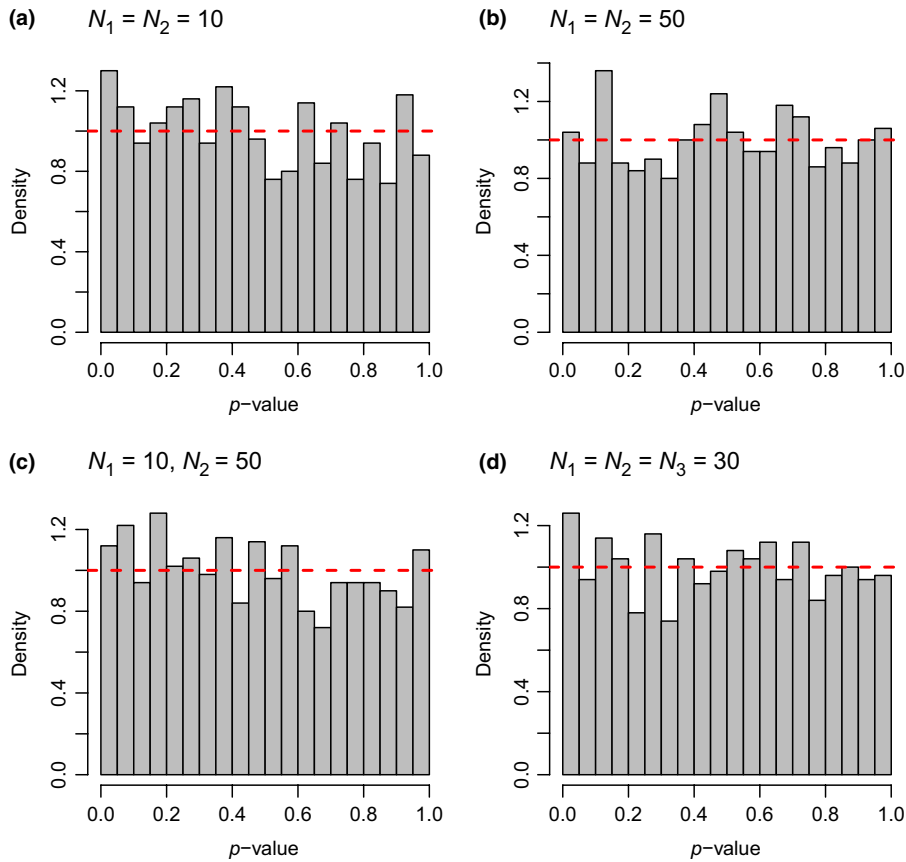 (a) N1 = N2 = 10
Density
0.0 0.4 0.8 1.2
0.0 0.2 0.4 0.6 0.8 1.0
p−value
(b) N1 = N2 = 50
Density
0.0 0.4 0.8 1.2
0.0 0.2 0.4 0.6 0.8 1.0
p−value
(c) N1 = 10, N2 = 50
Density
0.0 0.4 0.8 1.2
0.0 0.2 0.4 0.6 0.8 1.0
p−value
(d) N1 = N2 = N3 = 30
Density
0.0 0.4 0.8 1.2
0.0 0.2 0.4 0.6 0.8 1.0
p−value